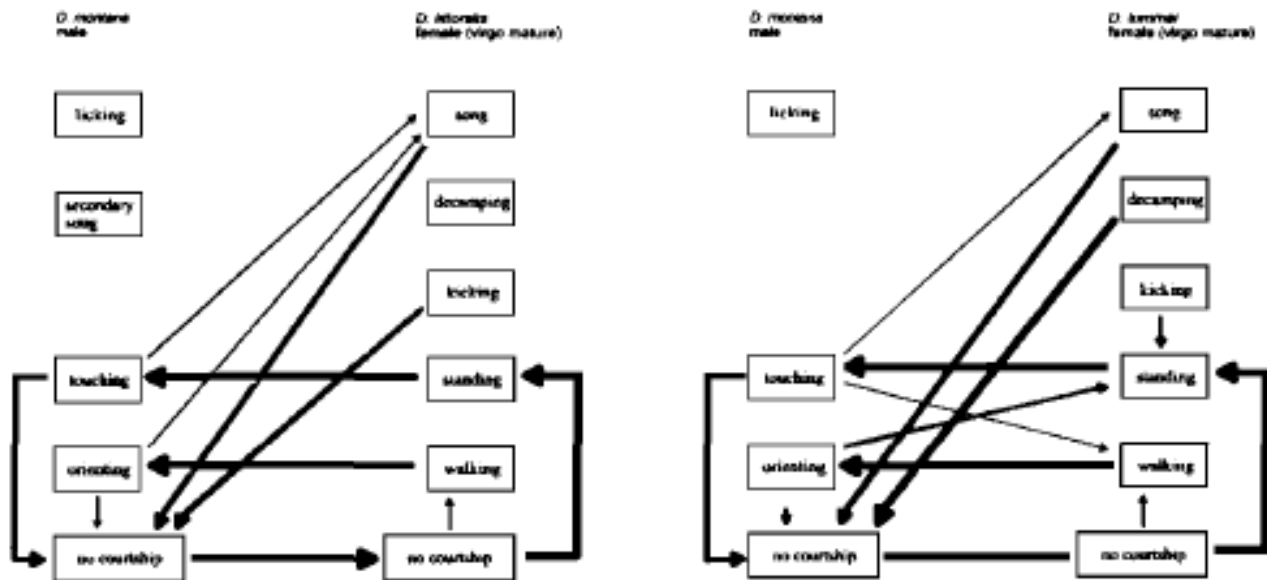 D. montana
male
D. littoralis
female (virgo mature)
licking
song
secondary
song
decamping
kicking
touching
standing
orienting
walking
no courtship
no courtship
D. montana
male
D. lummei
female (virgo mature)
licking
song
decamping
kicking
touching
standing
orienting
walking
no courtship
no courtship